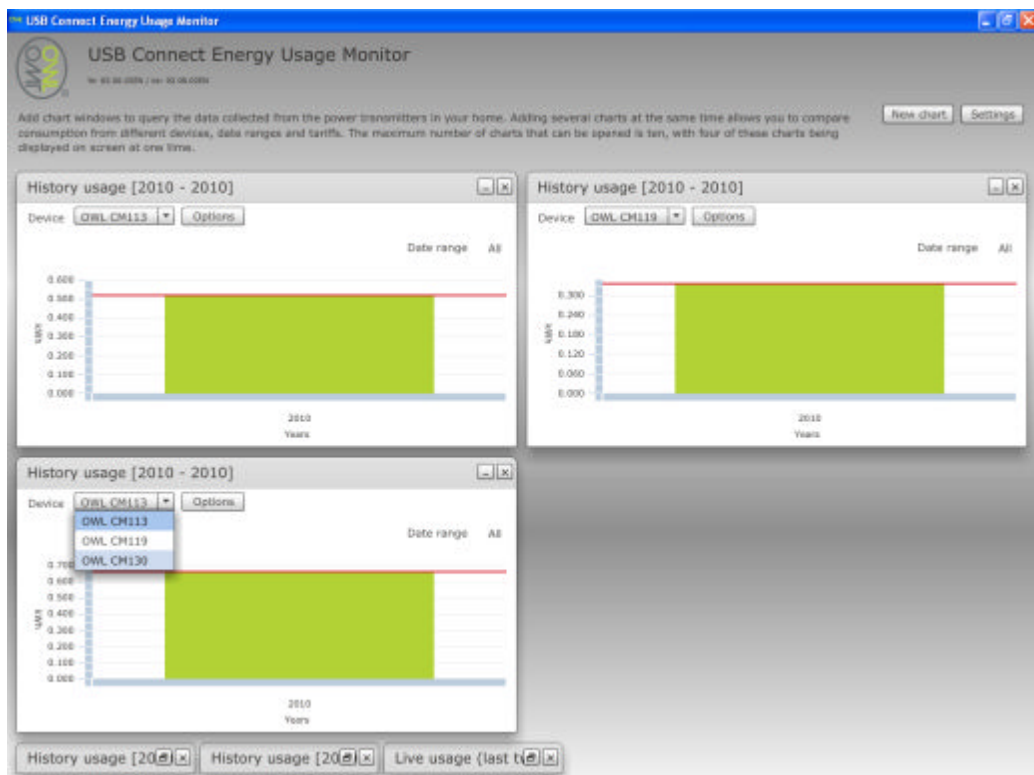 USB Connect Energy Usage Monitor
OWL
USB Connect Energy Usage Monitor
Add chart windows to query the data collected from the power transmitters in your home. Adding several charts at the same time allows you to compare
consumption from different devices, date ranges and tariffs. The maximum number of charts that can be opened is ten, with four of these charts being
displayed on screen at one time.
New chart
Settings
History usage [2010 - 2010]
Device OWL CM113 Options
Date range All
0.600
0.500
0.400
0.300
0.200
0.100
0.000
kWh
2010
Years
History usage [2010 - 2010]
Device OWL CM119 Options
Date range All
0.300
0.240
0.180
0.120
0.060
0.000
kWh
2010
Years
History usage [2010 - 2010]
Device OWL CM113 Options
OWL CM113
OWL CM119
OWL CM130
Date range All
0.700
0.600
0.500
0.400
0.300
0.200
0.100
0.000
kWh
2010
Years
History usage [20
History usage [20
Live usage (last t